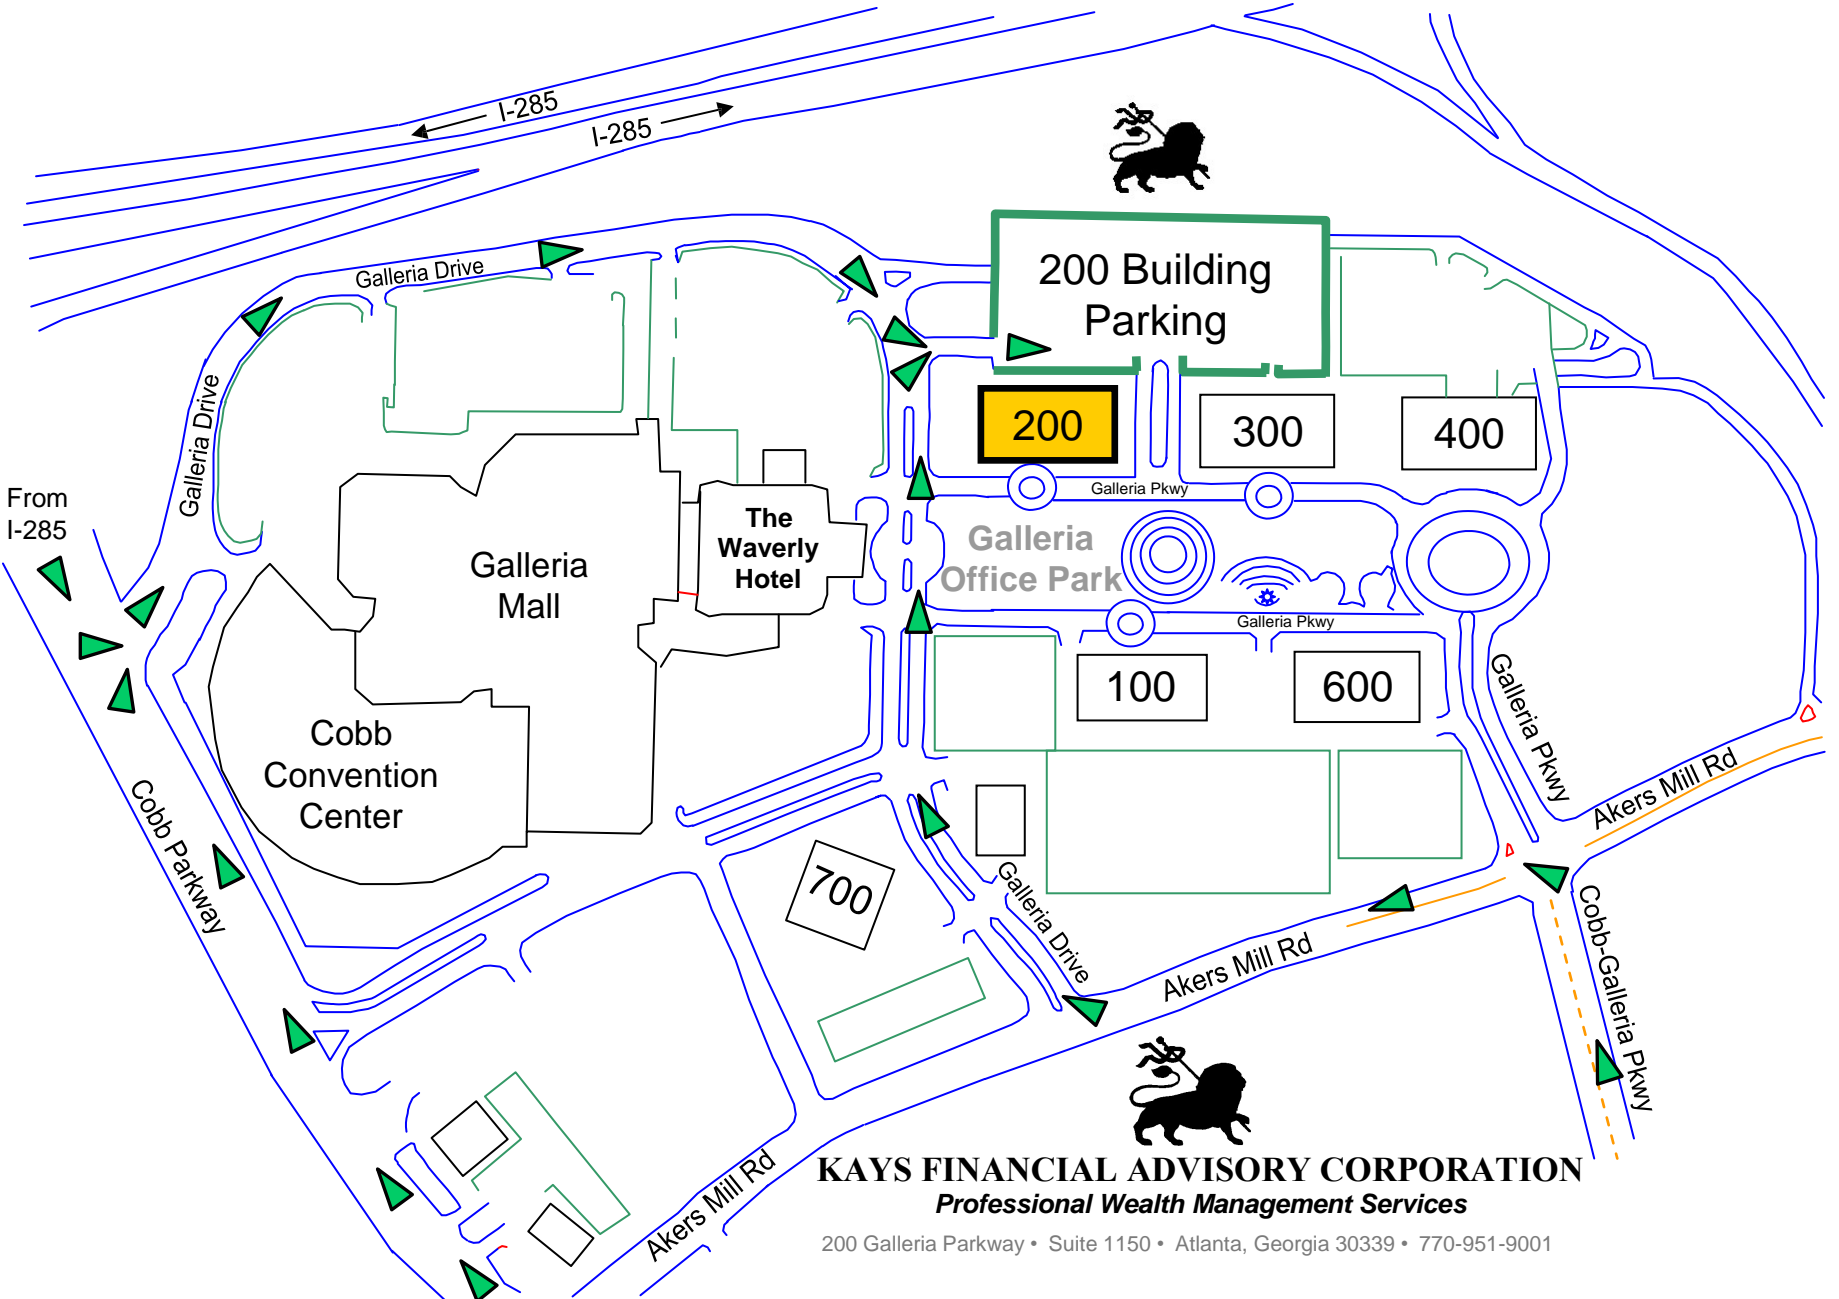 I-285
I-285
Galleria Drive
200 Building
Parking
Galleria Drive
200
300
400
From
I-285
Galleria Pkwy
The
Waverly
Hotel
Galleria
Mall
Galleria
Office Park
Galleria Pkwy
100
600
Galleria Pkwy
Cobb
Convention
Center
Cobb Parkway
Akers Mill Rd
700
Galleria Drive
Akers Mill Rd
Cobb-Galleria Pkwy
Akers Mill Rd
KAYS FINANCIAL ADVISORY CORPORATION
Professional Wealth Management Services
200 Galleria Parkway • Suite 1150 • Atlanta, Georgia 30339 • 770-951-9001